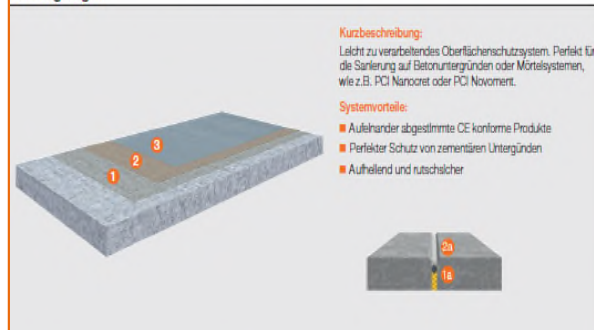 Kurzbeschreibung:
Leicht zu verarbeitendes Oberflächenschutzsystem. Perfekt für
die Sanierung auf Betonuntergründen oder Mörtelsystemen,
wie z.B. PCI Nanocret oder PCI Novoment.
Systemvorteile:
Aufeinander abgestimmte CE konforme Produkte
Perfekter Schutz von zementären Untergünden
Aufhellend und rutschsicher
3
2
1
2a
1a